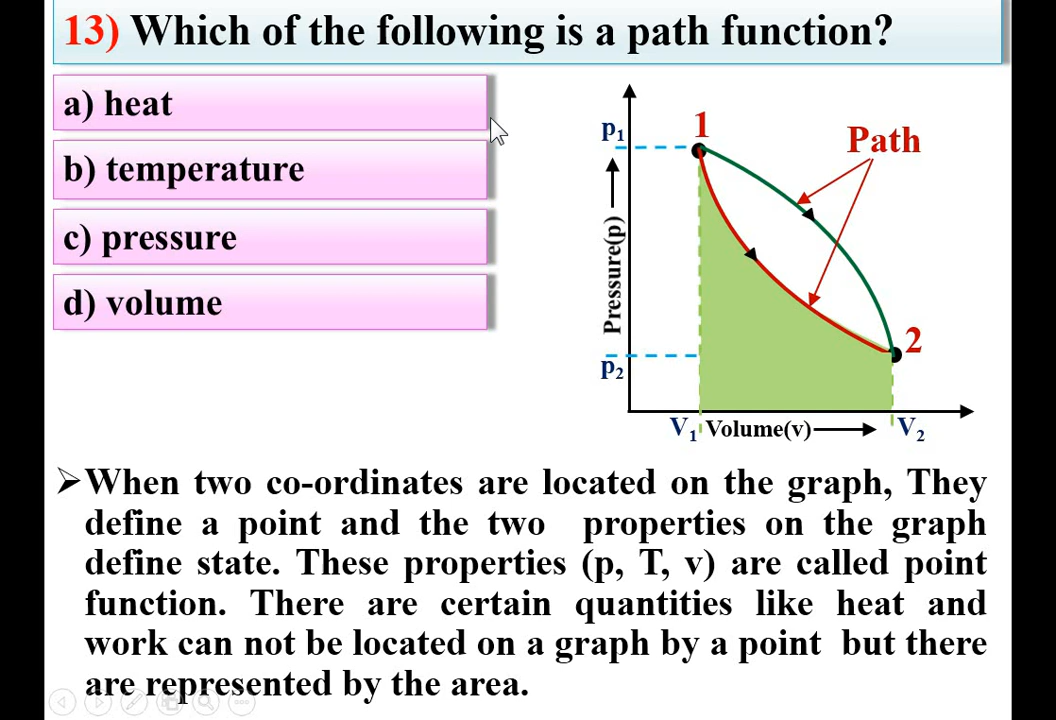 13) Which of the following is a path function?
a) heat
b) temperature
c) pressure
d) volume
p₁
1
Path
Pressure(p)
2
p₂
V₁ Volume(v) V₂
➢When two co-ordinates are located on the graph, They
define a point and the two properties on the graph
define state. These properties (p, T, v) are called point
function. There are certain quantities like heat and
work can not be located on a graph by a point but there
are represented by the area.